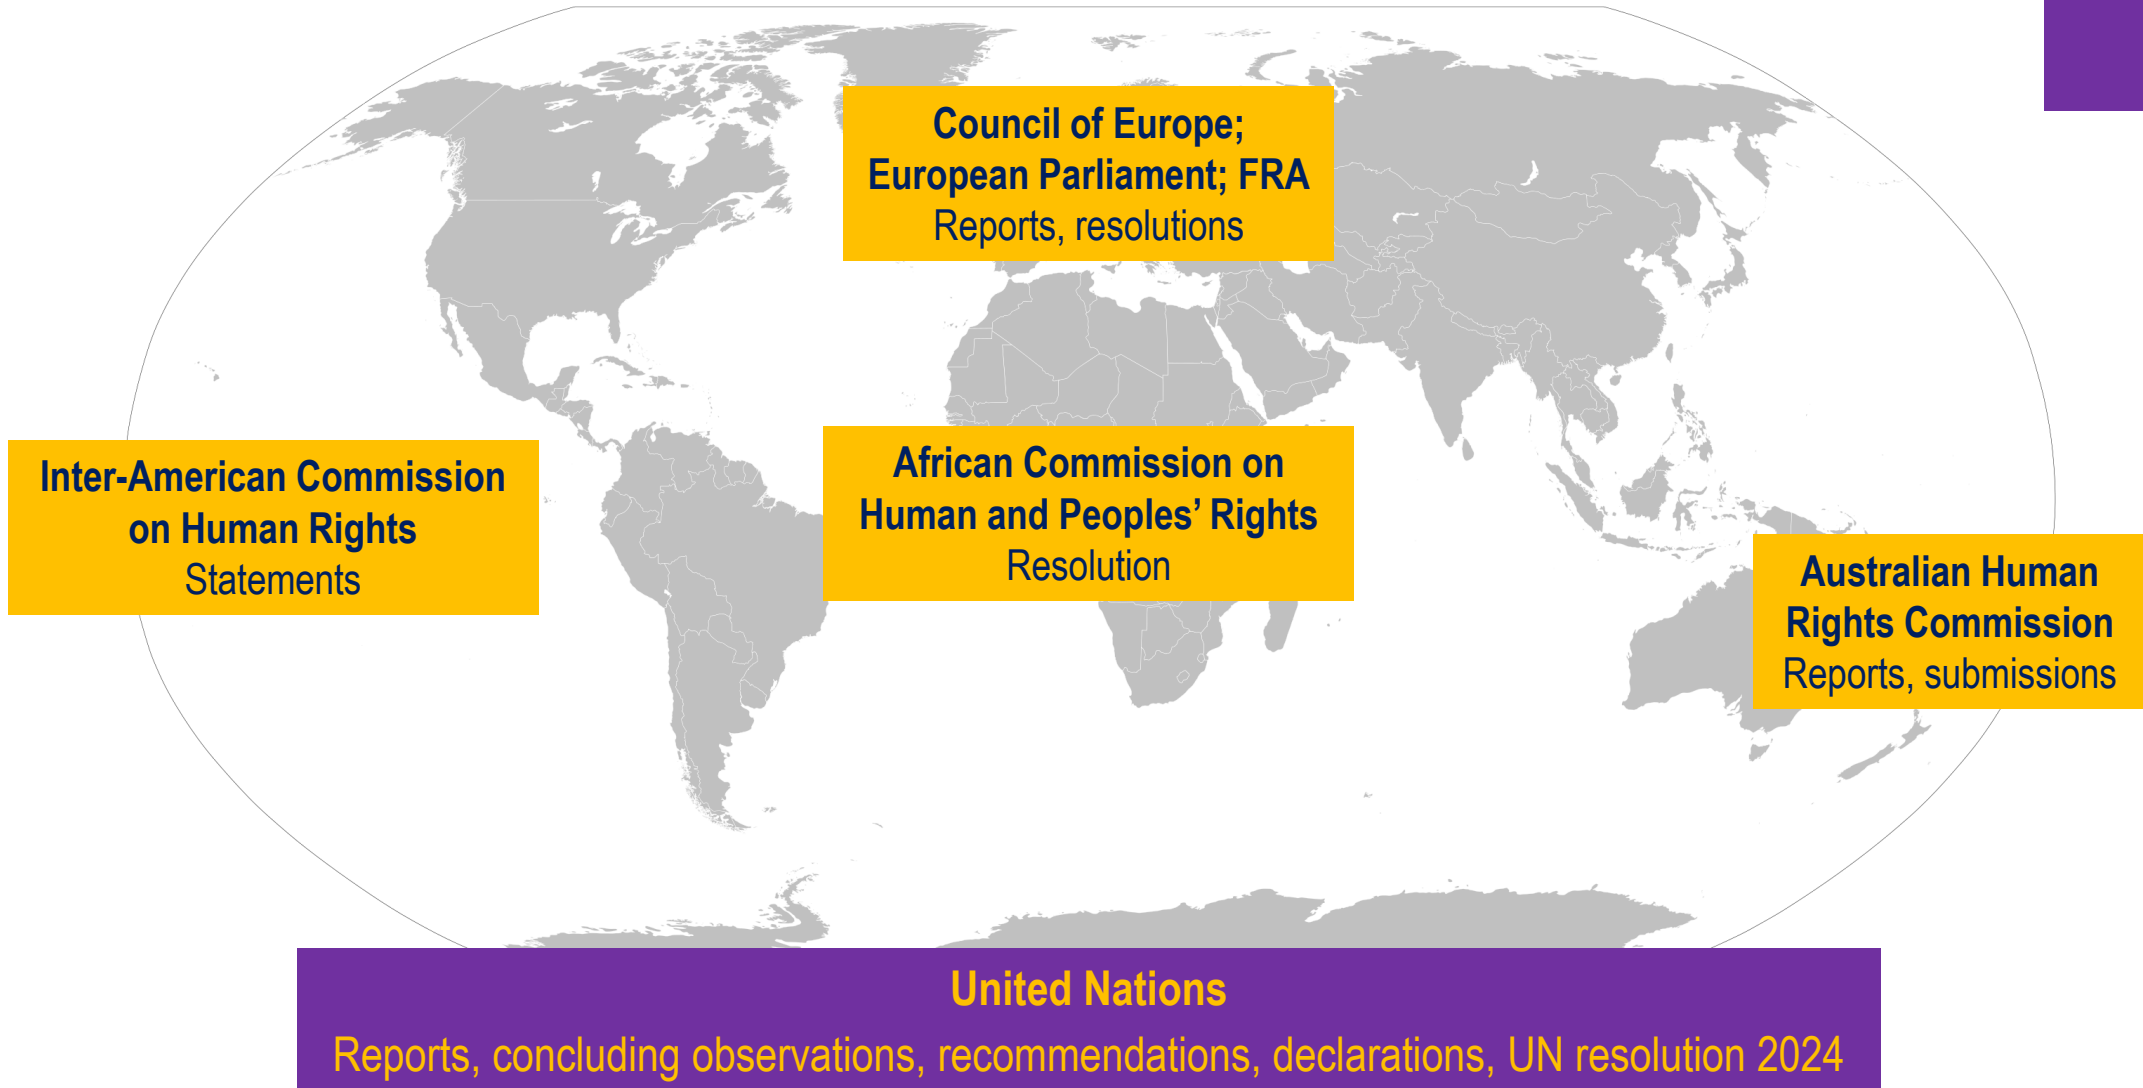 Council of Europe;
European Parliament; FRA
Reports, resolutions
Inter-American Commission
on Human Rights
Statements
African Commission on
Human and Peoples’ Rights
Resolution
Australian Human
Rights Commission
Reports, submissions
United Nations
Reports, concluding observations, recommendations, declarations, UN resolution 2024